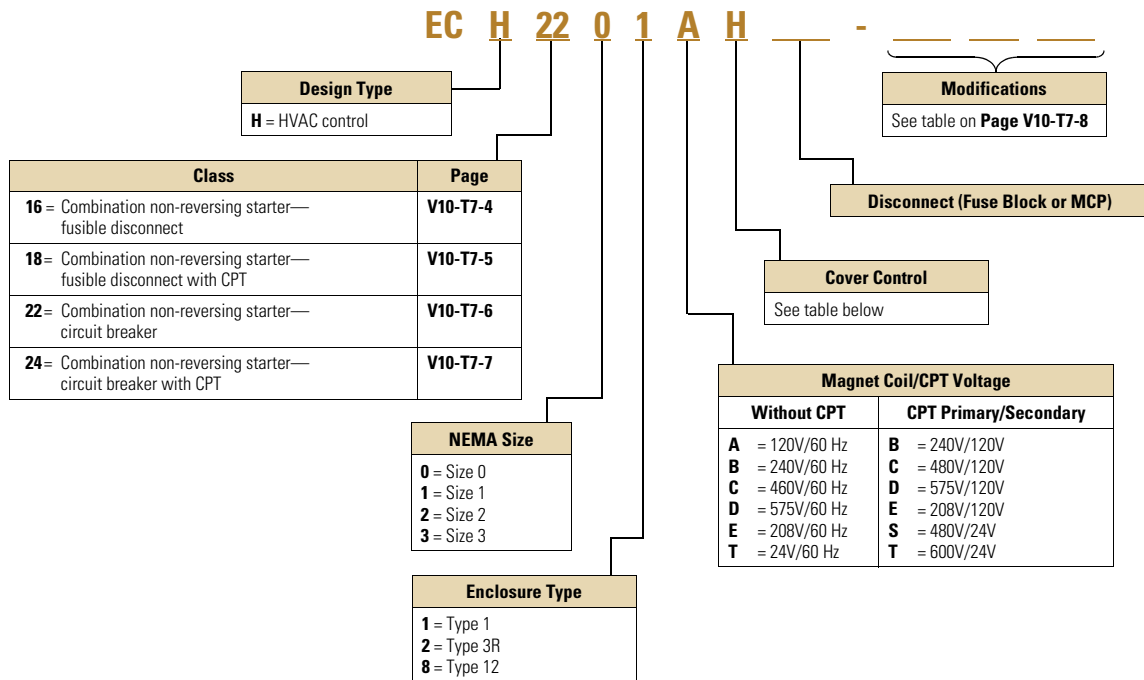 EC H 22 0 1 A H ___ - ___ ___ ___
Design Type
H = HVAC control
Modifications
See table on Page V10-T7-8
Class Page
16 = Combination non-reversing starter—
fusible disconnect
V10-T7-4
18 = Combination non-reversing starter—
fusible disconnect with CPT
V10-T7-5
22 = Combination non-reversing starter—
circuit breaker
V10-T7-6
24 = Combination non-reversing starter—
circuit breaker with CPT
V10-T7-7
Disconnect (Fuse Block or MCP)
Cover Control
See table below
Magnet Coil/CPT Voltage
Without CPT CPT Primary/Secondary
A = 120V/60 Hz B = 240V/120V
B = 240V/60 Hz C = 480V/120V
C = 460V/60 Hz D = 575V/120V
D = 575V/60 Hz E = 208V/120V
E = 208V/60 Hz S = 480V/24V
T = 24V/60 Hz T = 600V/24V
NEMA Size
0 = Size 0
1 = Size 1
2 = Size 2
3 = Size 3
Enclosure Type
1 = Type 1
2 = Type 3R
8 = Type 12